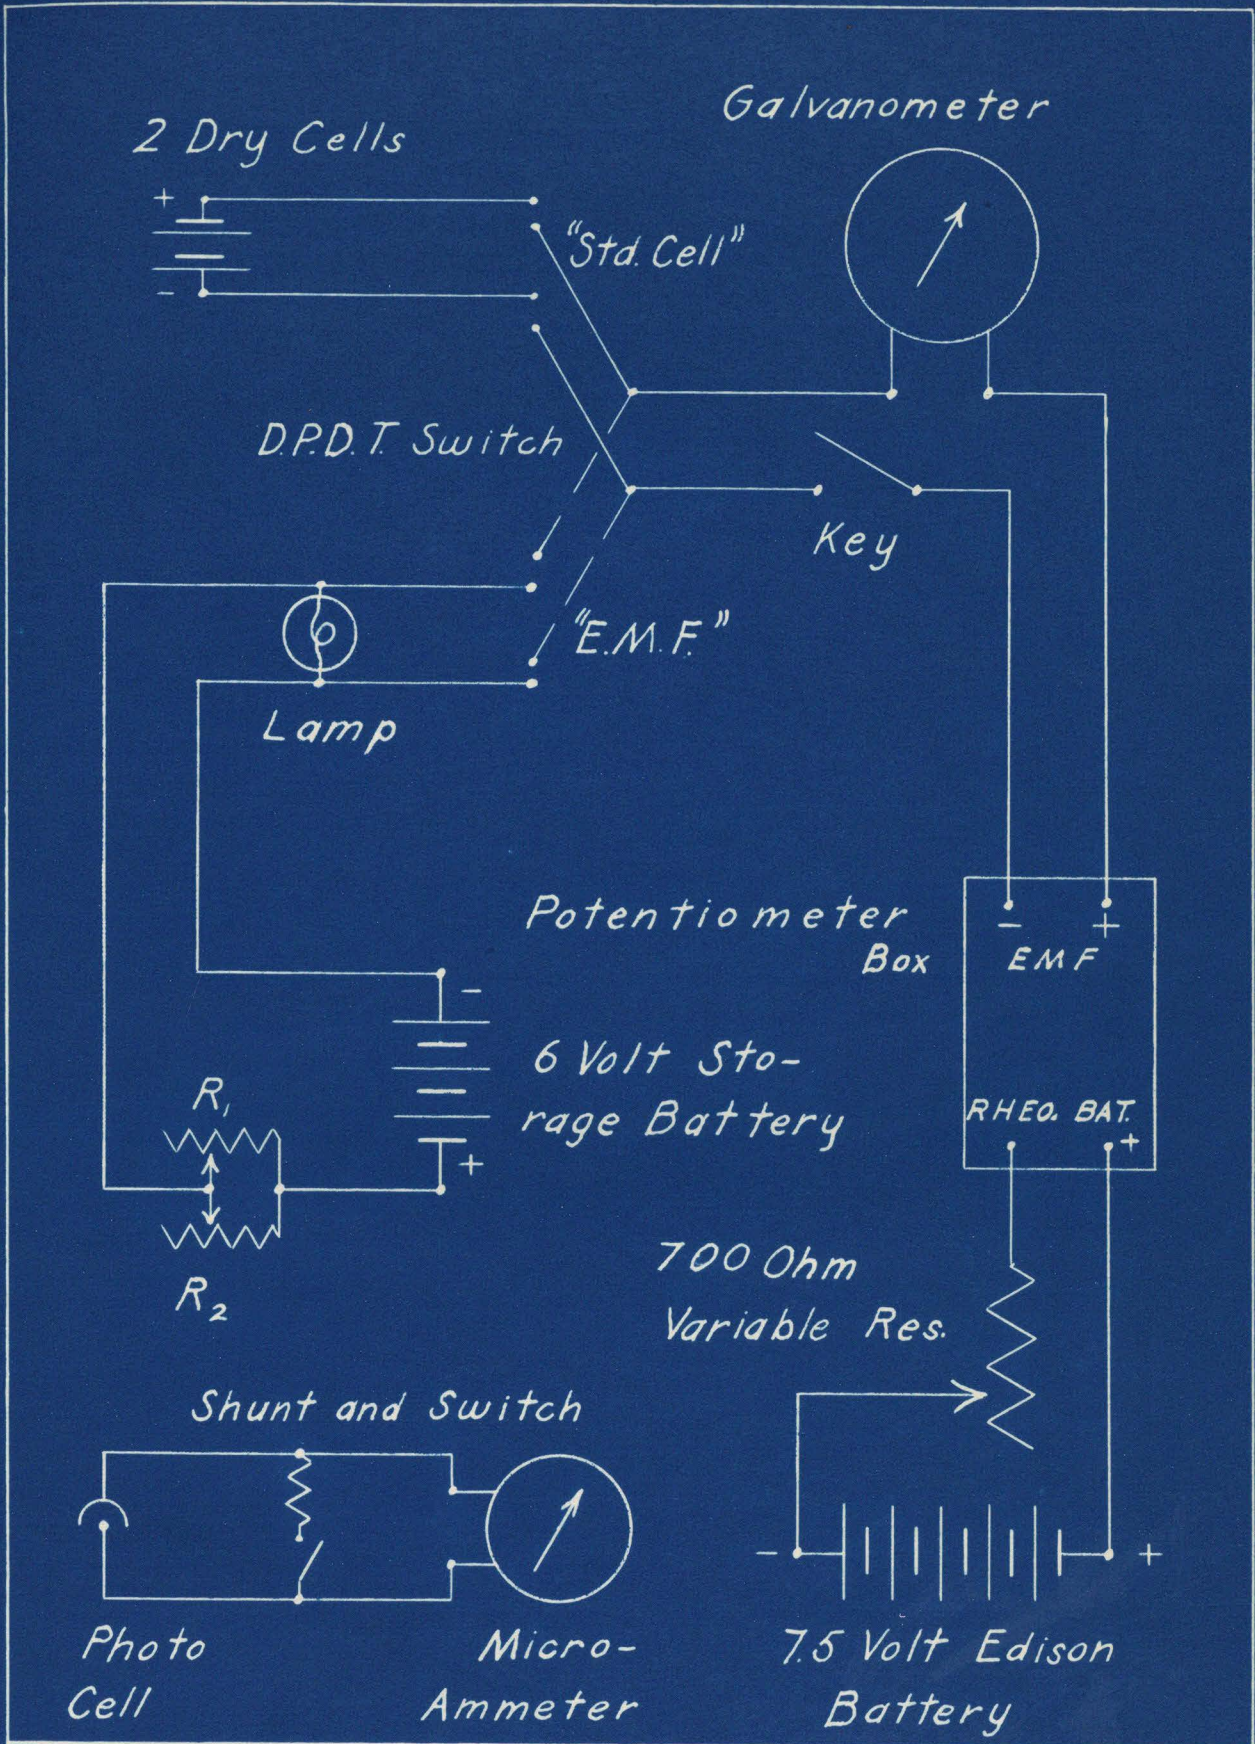 Galvanometer
2 Dry Cells
+
"Std. Cell"
-
D.P.D.T. Switch
Key
"E.M.F."
Lamp
Potentiometer
Box
- +
EMF
-
6 Volt Sto-
rage Battery
+
R1
R2
RHEO. BAT.
+
700 Ohm
Variable Res.
Shunt and Switch
- +
Photo
Cell
Micro-
Ammeter
7.5 Volt Edison
Battery